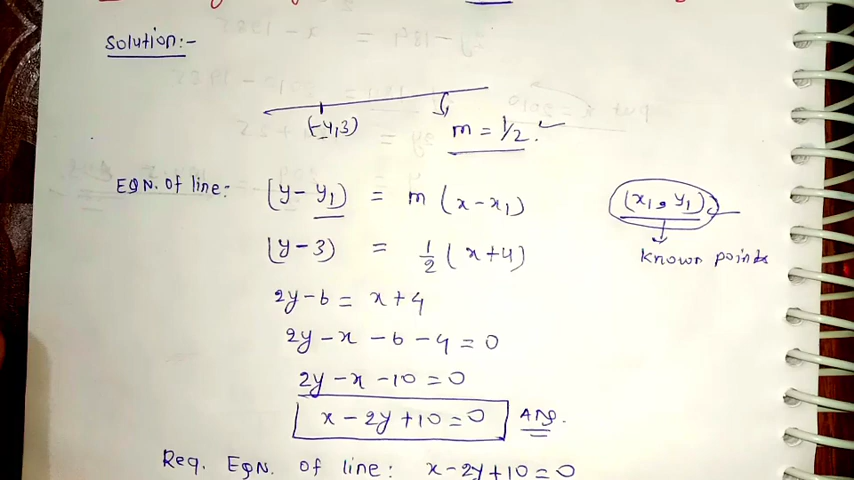 Solution:-
(-4,3)
m = 1/2.
EQN. of line: (y - y₁) = m (x - x₁)
(x₁, y₁)
known points
(y - 3) = 1/2 (x + 4)
2y - 6 = x + 4
2y - x - 6 - 4 = 0
2y - x - 10 = 0
x - 2y + 10 = 0 Ans.
Req. EQN. of line: x - 2y + 10 = 0